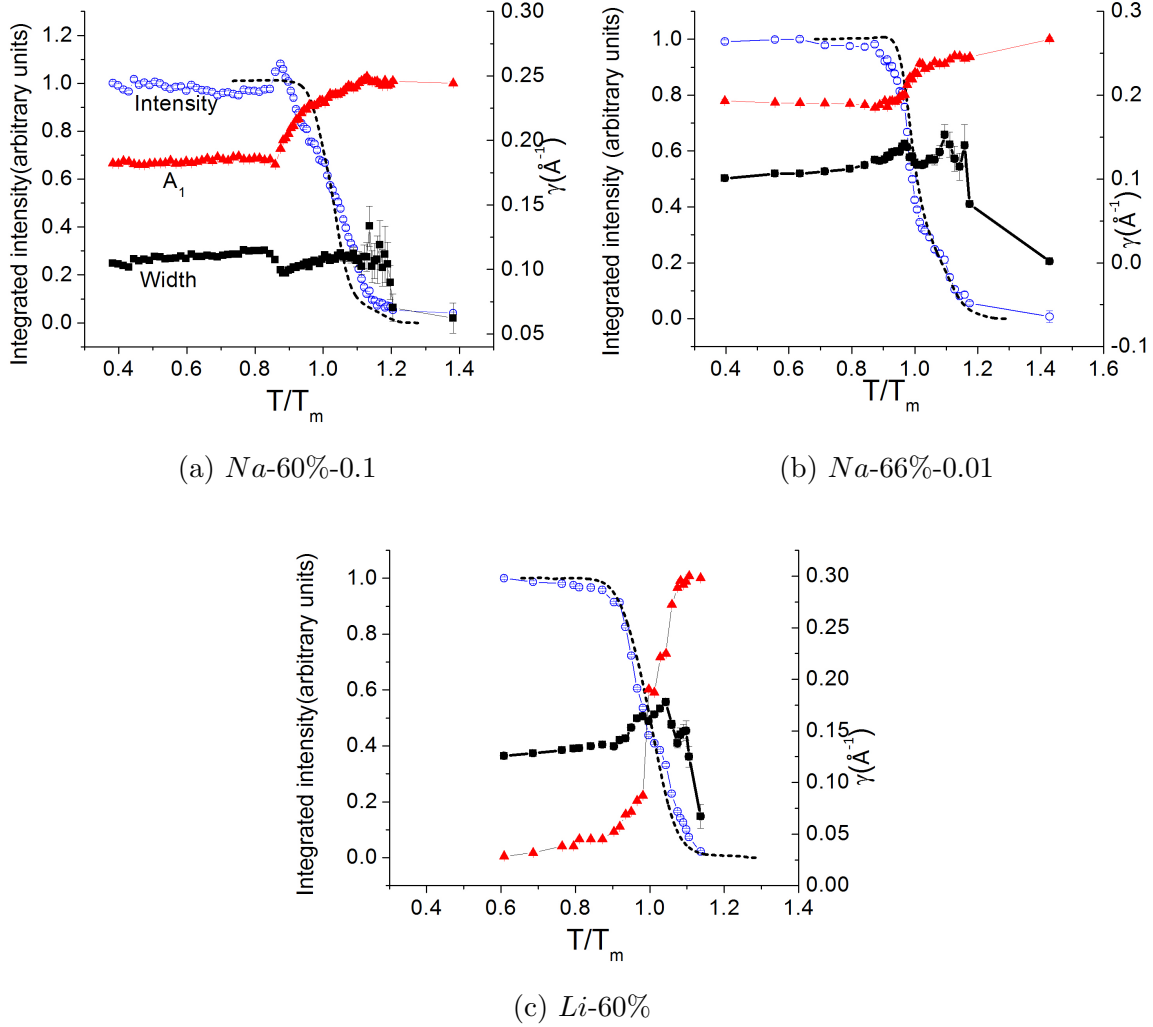 Integrated intensity(arbitrary units)
1.2
1.0
0.8
0.6
0.4
0.2
0.0
Intensity
A1
Width
0.30
0.25
0.20
0.15
0.10
0.05
γ(Å-1)
0.4 0.6 0.8 1.0 1.2 1.4
T/Tm
(a) Na-60%-0.1
Integrated intensity (arbitrary units)
1.0
0.8
0.6
0.4
0.2
0.0
0.3
0.2
0.1
0.0
-0.1
γ(Å-1)
0.4 0.6 0.8 1.0 1.2 1.4 1.6
T/Tm
(b) Na-66%-0.01
Integrated intensity(arbitrary units)
1.0
0.8
0.6
0.4
0.2
0.0
0.30
0.25
0.20
0.15
0.10
0.05
0.00
γ(Å-1)
0.4 0.6 0.8 1.0 1.2 1.4
T/Tm
(c) Li-60%